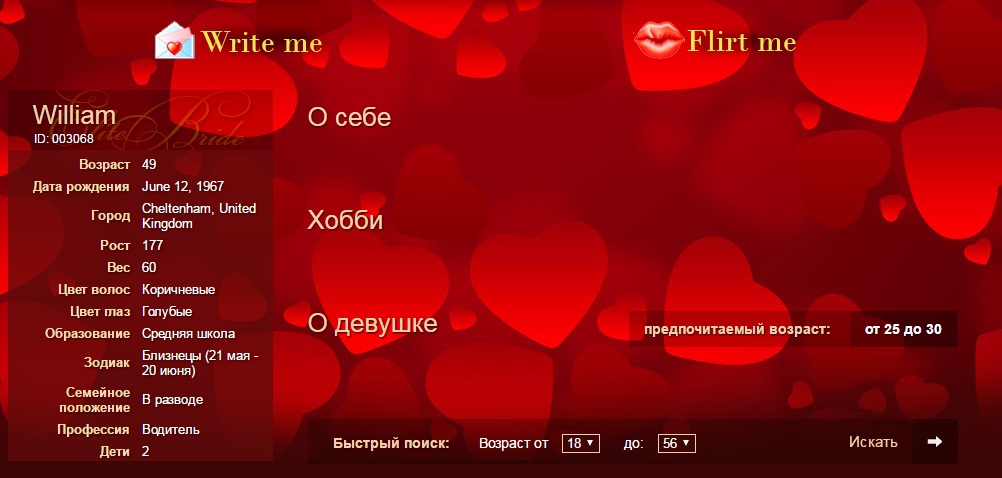 Write me
Flirt me
William
Elite Bride
ID: 003068
Возраст 49
Дата рождения June 12, 1967
Город Cheltenham, United
Kingdom
Рост 177
Вес 60
Цвет волос Коричневые
Цвет глаз Голубые
Образование Средняя школа
Зодиак Близнецы (21 мая -
20 июня)
Семейное
положение В разводе
Профессия Водитель
Дети 2
О себе
Хобби
О девушке
предпочитаемый возраст: от 25 до 30
Быстрый поиск: Возраст от 18 до: 56 Искать